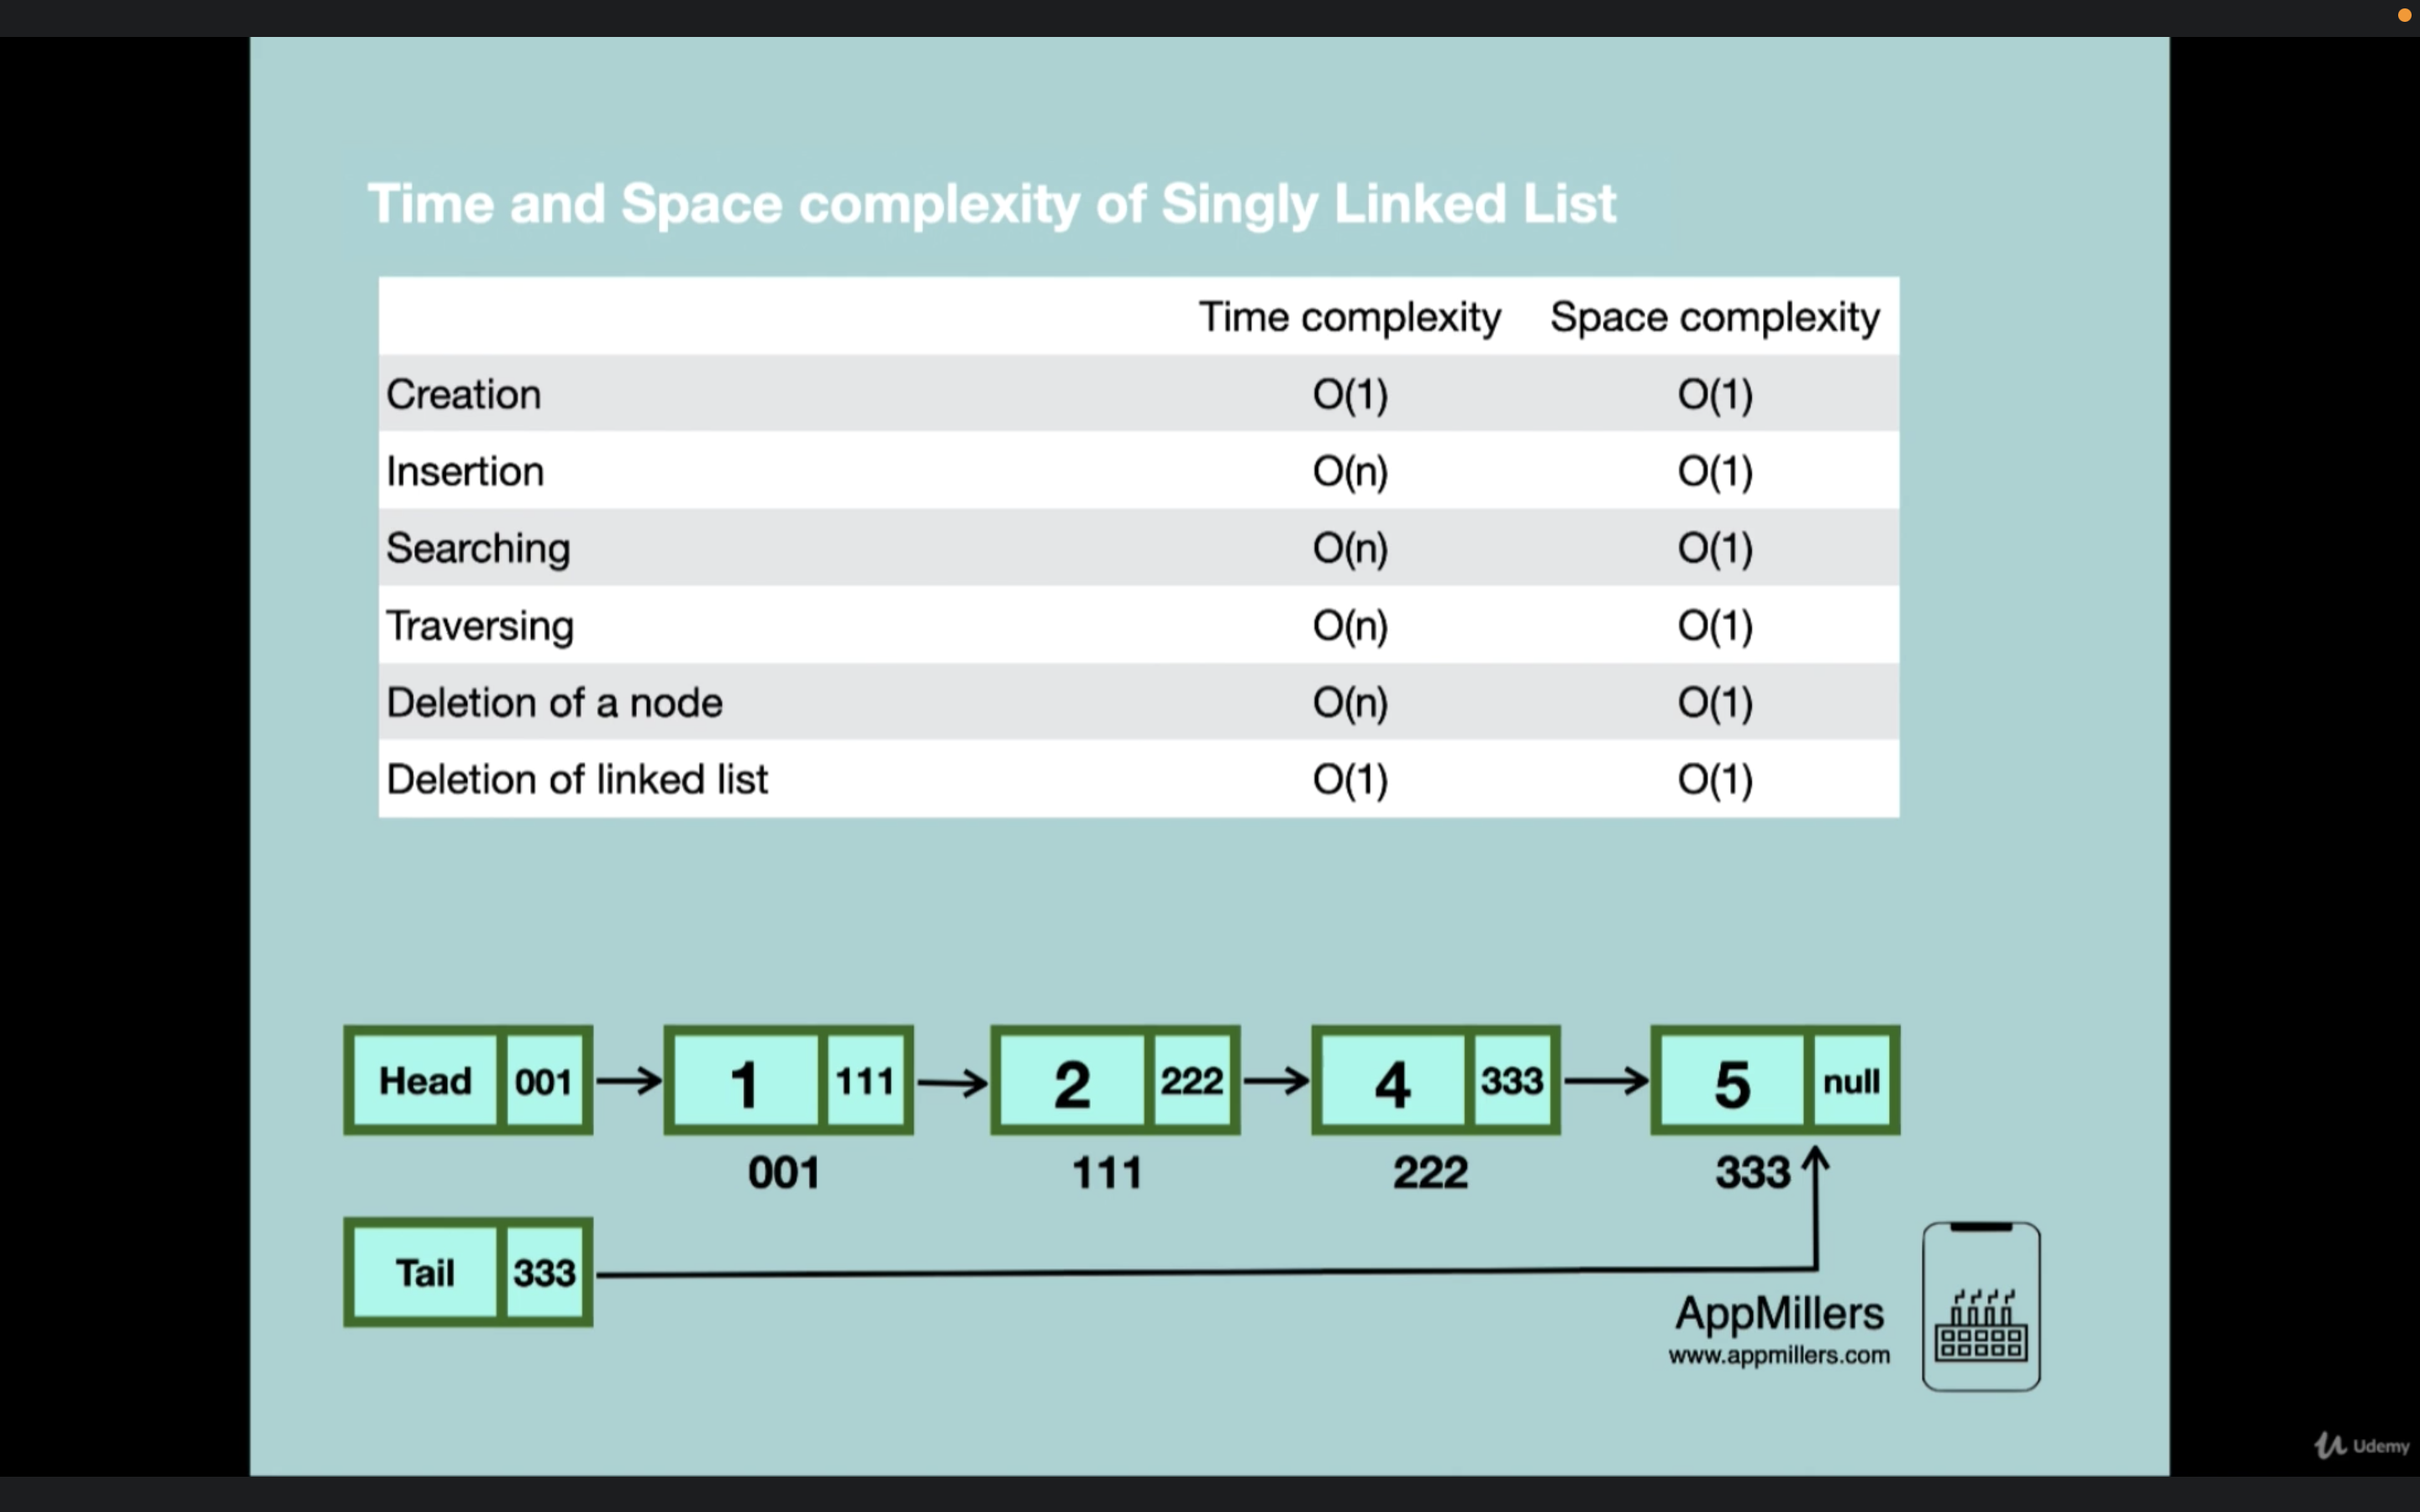 Time and Space complexity of Singly Linked List
Time complexity Space complexity
Creation O(1) O(1)
Insertion O(n) O(1)
Searching O(n) O(1)
Traversing O(n) O(1)
Deletion of a node O(n) O(1)
Deletion of linked list O(1) O(1)
Head 001 1 111 2 222 4 333 5 null
001 111 222 333
Tail 333
AppMillers
www.appmillers.com
Udemy